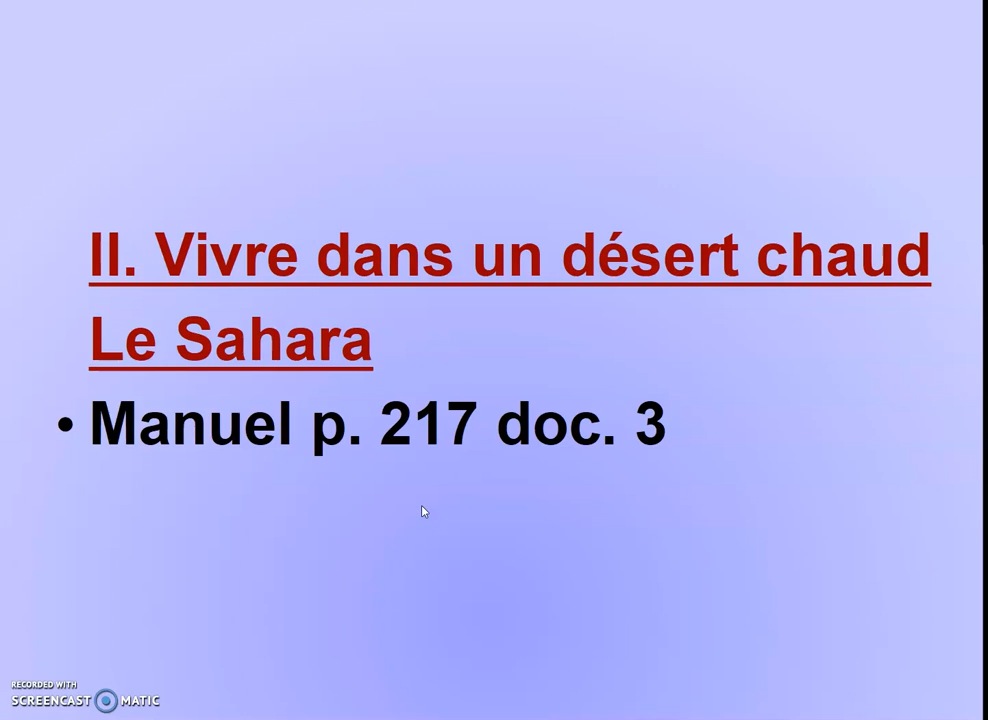 II. Vivre dans un désert chaud
Le Sahara
• Manuel p. 217 doc. 3
RECORDED WITH
SCREENCAST MATIC